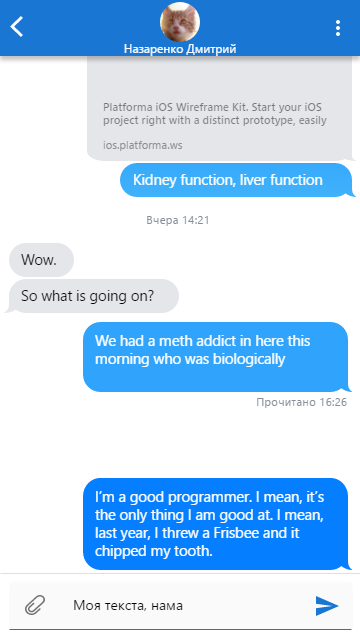 Назаренко Дмитрий
Platforma iOS Wireframe Kit. Start your iOS
project right with a distinct prototype, easily
ios.platforma.ws
Kidney function, liver function
Вчера 14:21
Wow.
So what is going on?
We had a meth addict in here this
morning who was biologically
Прочитано 16:26
I’m a good programmer. I mean, it’s
the only thing I am good at. I mean,
last year, I threw a Frisbee and it
chipped my tooth.
Моя текста, нама